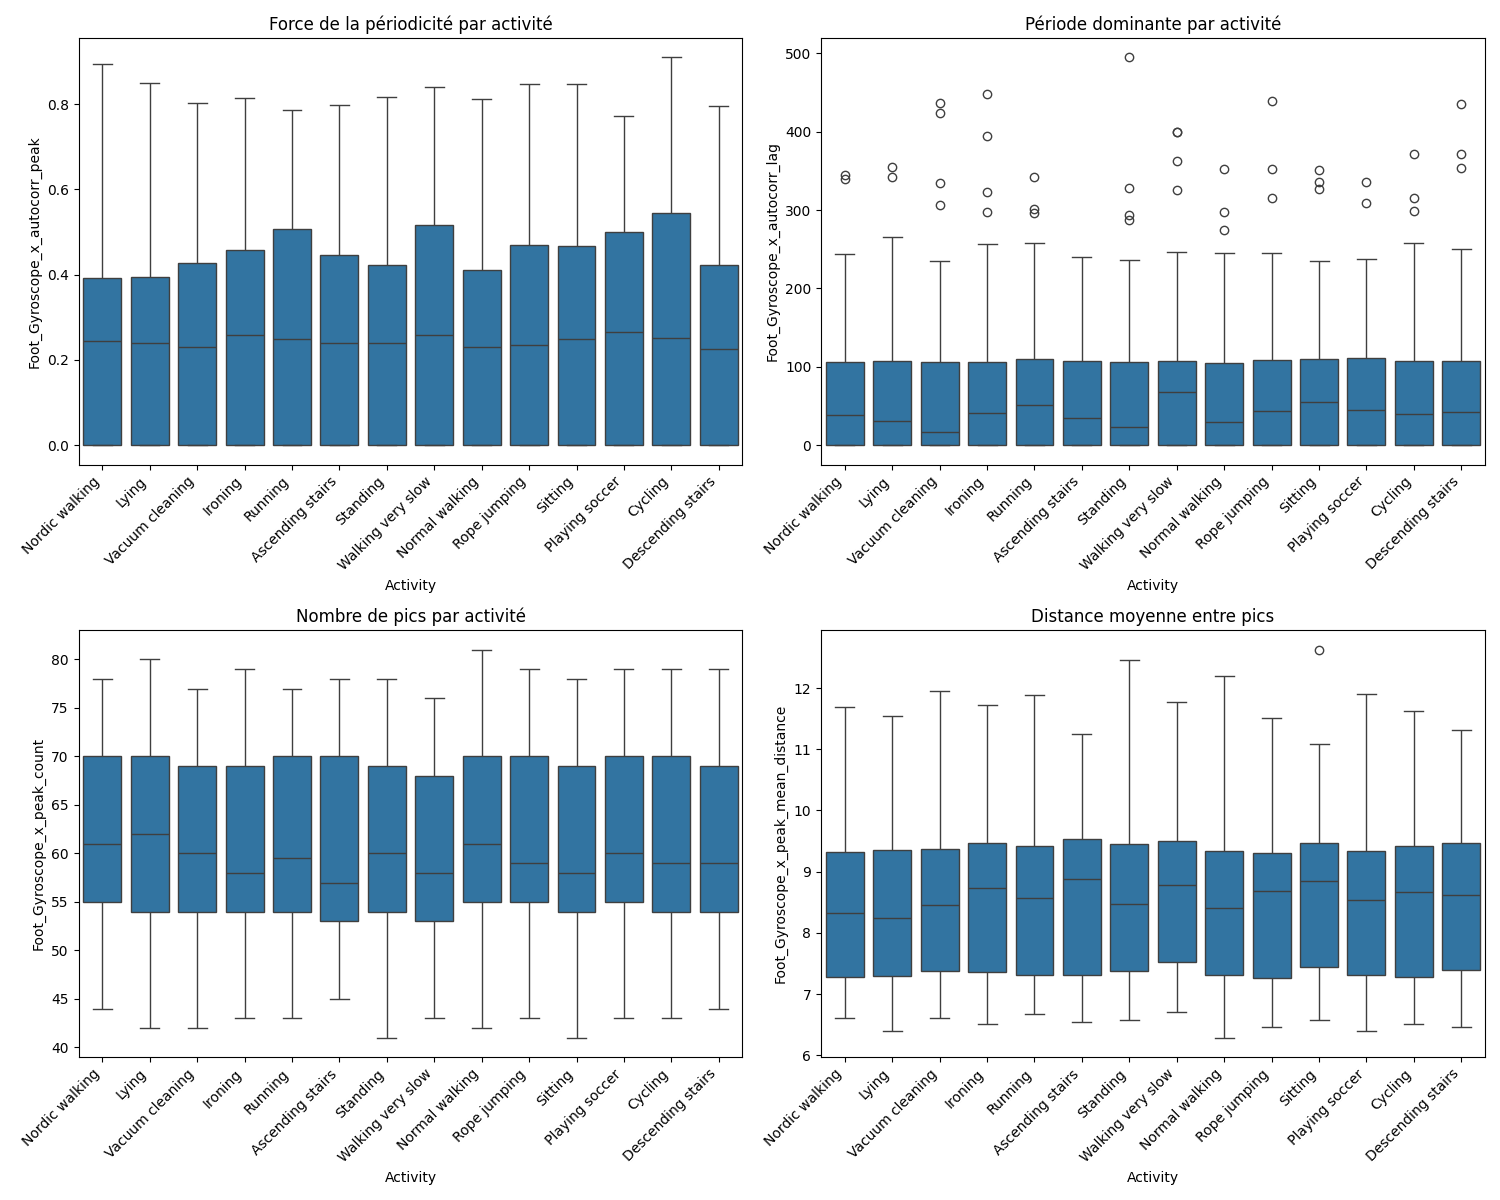 Force de la périodicité par activité
Foot_Gyroscope_x_autocorr_peak
0.8
0.6
0.4
0.2
0.0
Nordic walking
Lying
Vacuum cleaning
Ironing
Running
Ascending stairs
Standing
Walking very slow
Normal walking
Rope jumping
Sitting
Playing soccer
Cycling
Descending stairs
Activity
Période dominante par activité
Foot_Gyroscope_x_autocorr_lag
500
400
300
200
100
0
Nordic walking
Lying
Vacuum cleaning
Ironing
Running
Ascending stairs
Standing
Walking very slow
Normal walking
Rope jumping
Sitting
Playing soccer
Cycling
Descending stairs
Activity
Nombre de pics par activité
Foot_Gyroscope_x_peak_count
80
75
70
65
60
55
50
45
40
Nordic walking
Lying
Vacuum cleaning
Ironing
Running
Ascending stairs
Standing
Walking very slow
Normal walking
Rope jumping
Sitting
Playing soccer
Cycling
Descending stairs
Activity
Distance moyenne entre pics
Foot_Gyroscope_x_peak_mean_distance
12
11
10
9
8
7
6
Nordic walking
Lying
Vacuum cleaning
Ironing
Running
Ascending stairs
Standing
Walking very slow
Normal walking
Rope jumping
Sitting
Playing soccer
Cycling
Descending stairs
Activity